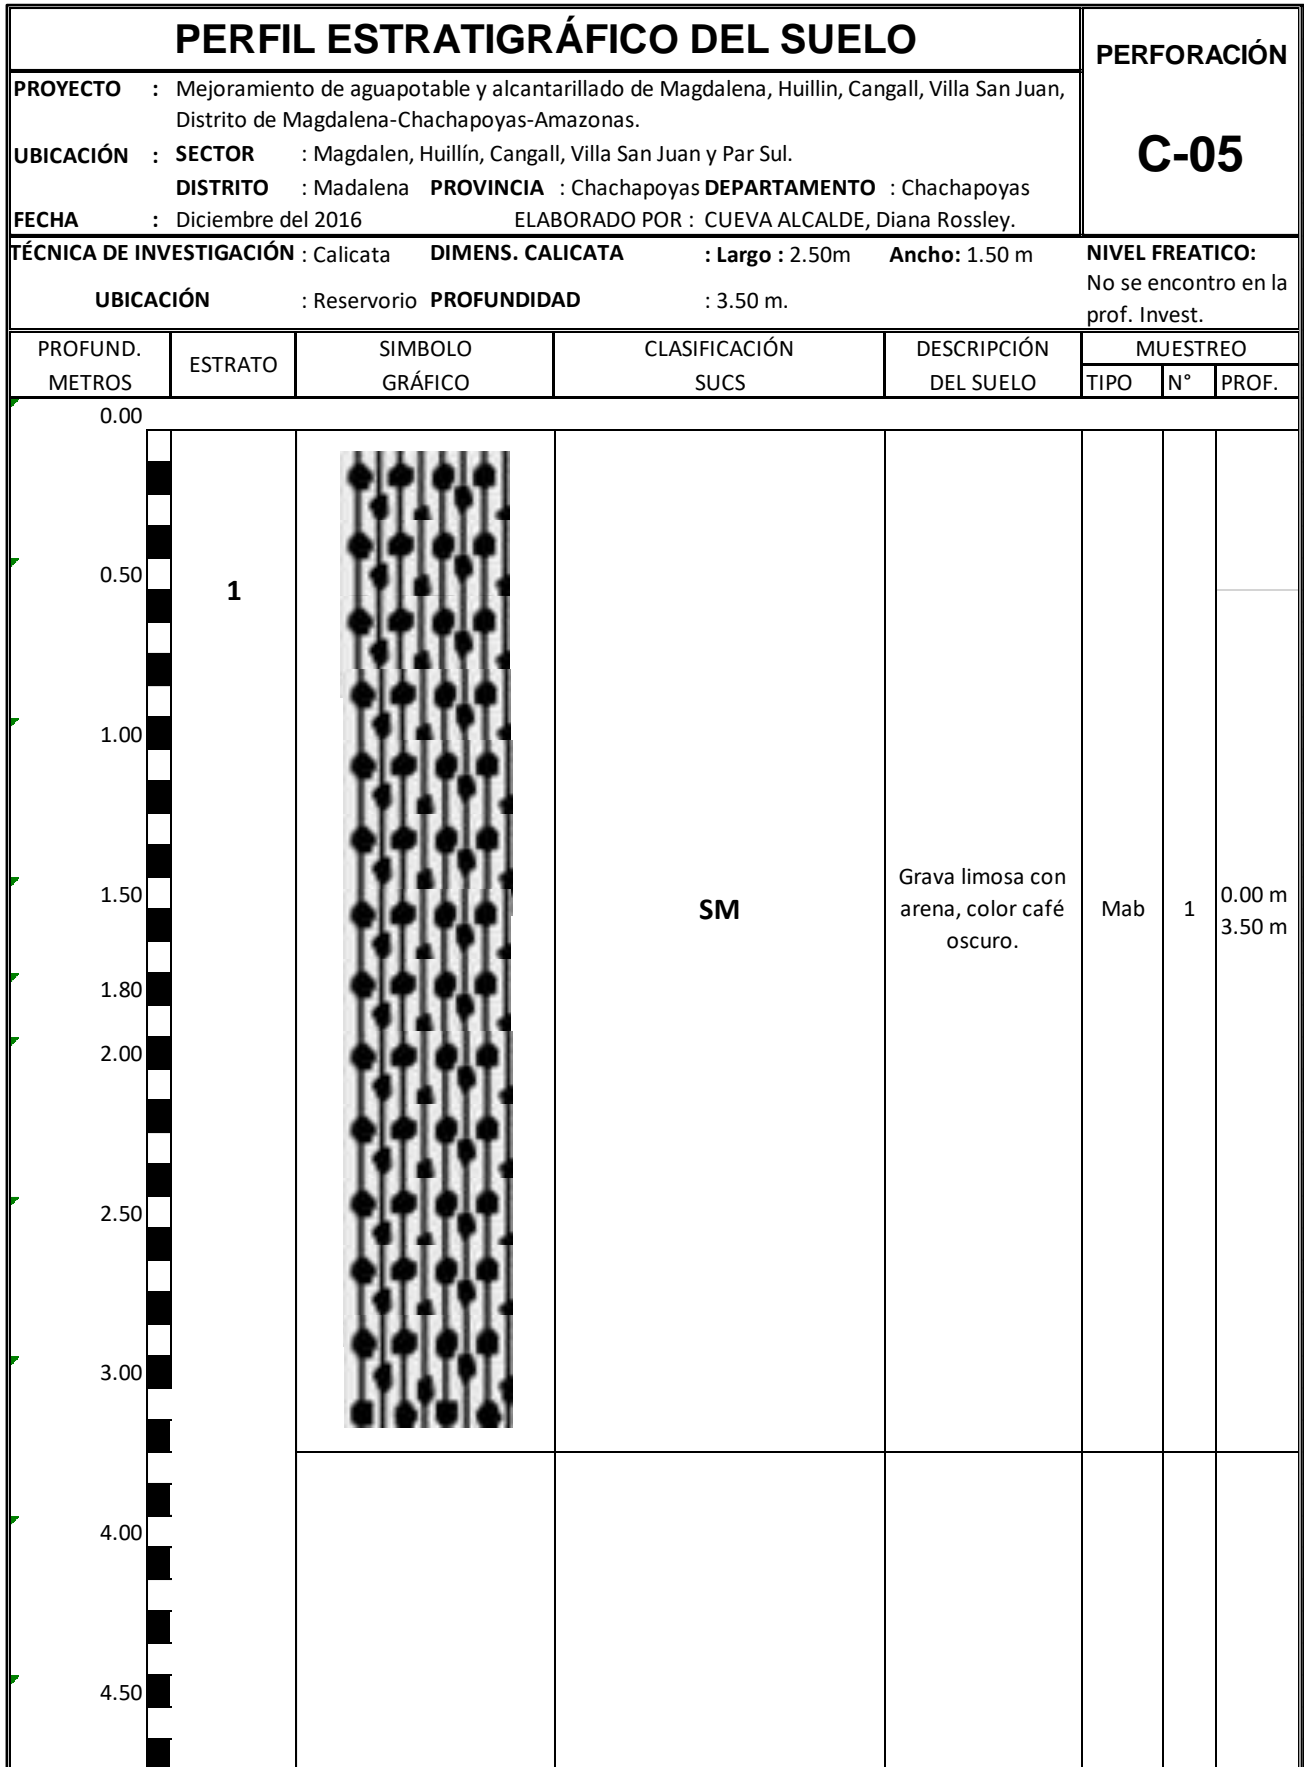 PERFIL ESTRATIGRÁFICO DEL SUELO
PERFORACIÓN
C-05
PROYECTO : Mejoramiento de aguapotable y alcantarillado de Magdalena, Huillin, Cangall, Villa San Juan,
Distrito de Magdalena-Chachapoyas-Amazonas.
UBICACIÓN : SECTOR : Magdalen, Huillín, Cangall, Villa San Juan y Par Sul.
DISTRITO : Madalena PROVINCIA : Chachapoyas DEPARTAMENTO : Chachapoyas
FECHA : Diciembre del 2016 ELABORADO POR : CUEVA ALCALDE, Diana Rossley.
TÉCNICA DE INVESTIGACIÓN : Calicata DIMENS. CALICATA : Largo : 2.50m Ancho: 1.50 m
UBICACIÓN : Reservorio PROFUNDIDAD : 3.50 m.
NIVEL FREATICO:
No se encontro en la
prof. Invest.
PROFUND.
METROS
ESTRATO
SIMBOLO
GRÁFICO
CLASIFICACIÓN
SUCS
DESCRIPCIÓN
DEL SUELO
MUESTREO
TIPO N° PROF.
0.00
0.50
1
1.00
1.50
SM
Grava limosa con
arena, color café
oscuro.
Mab
1
0.00 m
3.50 m
1.80
2.00
2.50
3.00
4.00
4.50